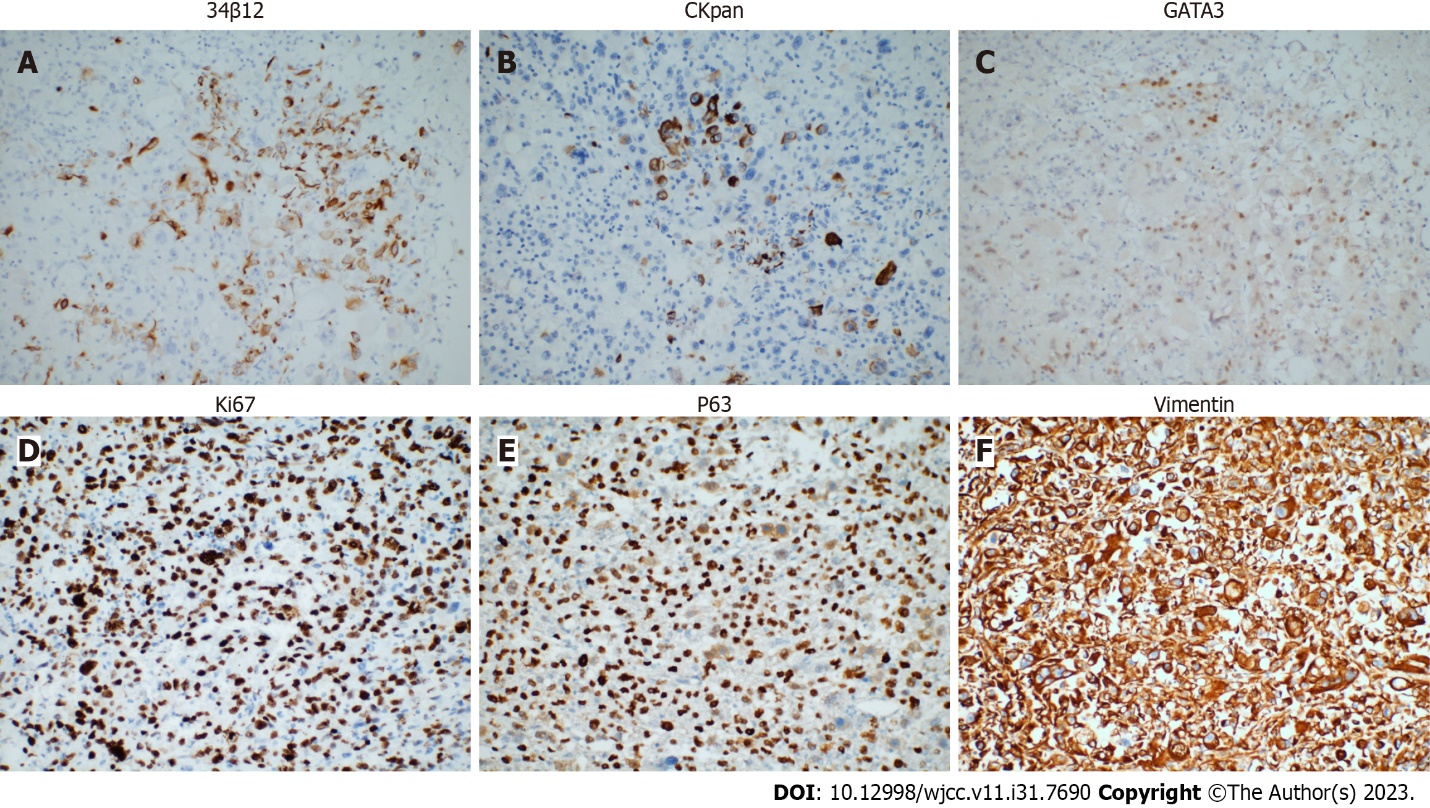 34β12 CKpan GATA3
A B C
Ki67 P63 Vimentin
D E F
DOI: 10.12998/wjcc.v11.i31.7690 Copyright ©The Author(s) 2023.